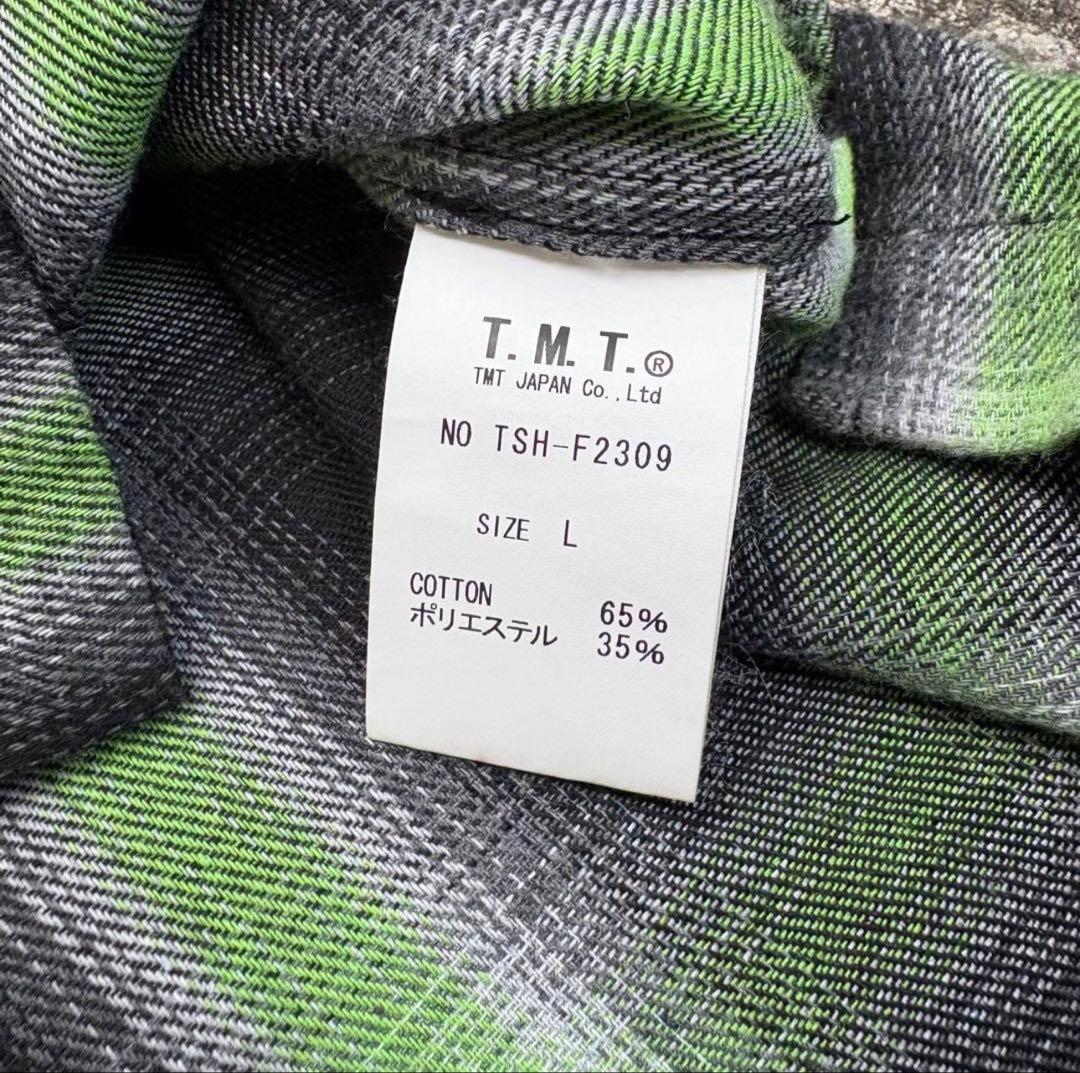 T. M. T.®
TMT JAPAN Co.,Ltd
NO TSH-F2309
SIZE L
COTTON 65%
ポリエステル 35%